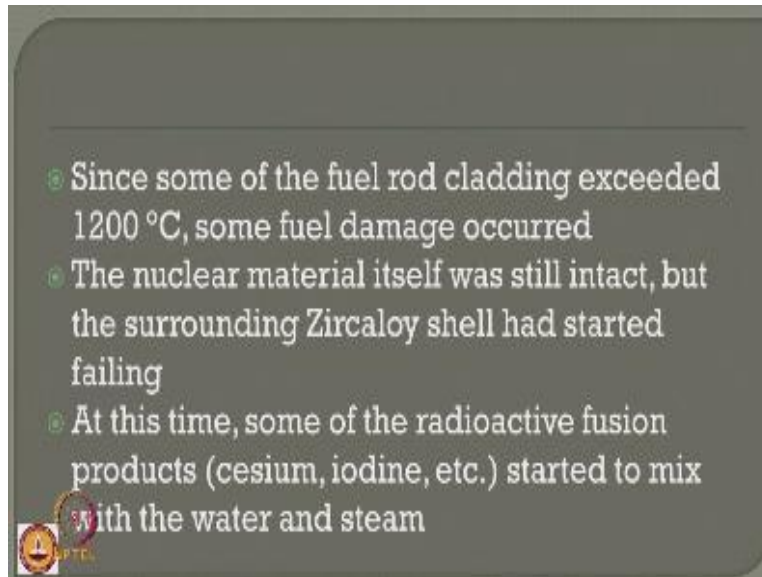 Since some of the fuel rod cladding exceeded
1200 °C, some fuel damage occurred
The nuclear material itself was still intact, but
the surrounding Zircaloy shell had started
failing
At this time, some of the radioactive fusion
products (cesium, iodine, etc.) started to mix
with the water and steam
NPTEL